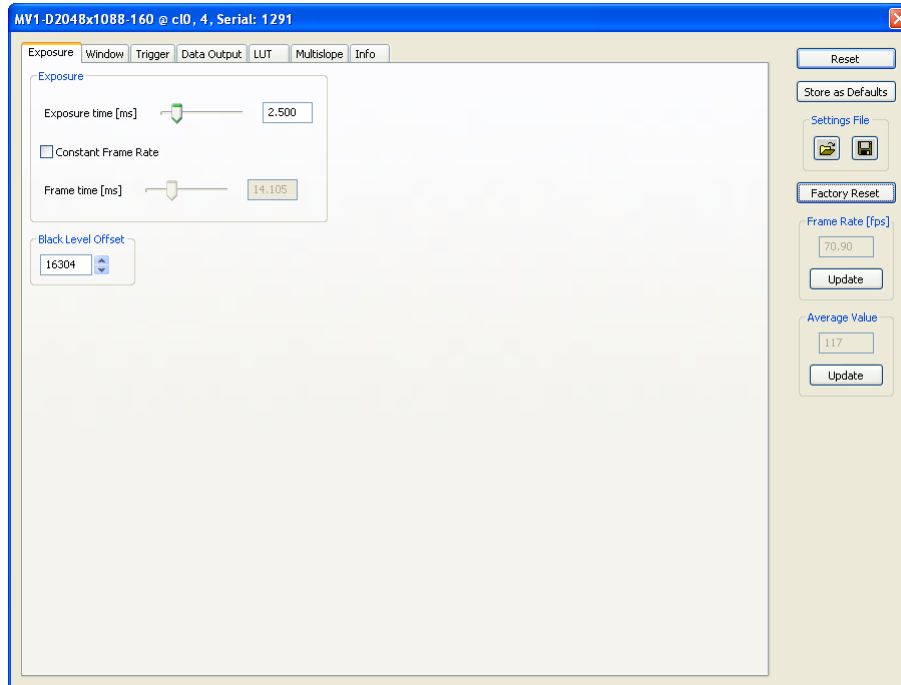 MV1-D2048x1088-160 @ cl0, 4, Serial: 1291
Exposure Window Trigger Data Output LUT Multislope Info
Exposure
Exposure time [ms] 2.500
Constant Frame Rate
Frame time [ms] 14.105
Black Level Offset
16304
Reset
Store as Defaults
Settings File
Factory Reset
Frame Rate [fps]
70.90
Update
Average Value
117
Update